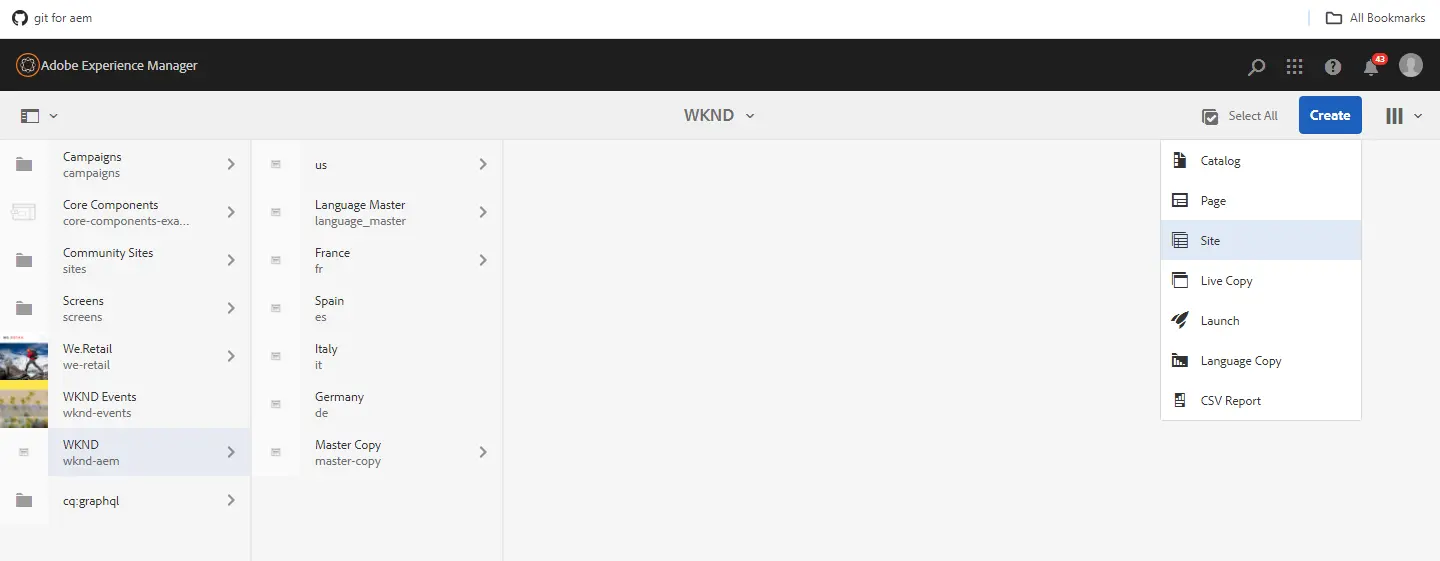 git for aem
All Bookmarks
Adobe Experience Manager
43
WKND
Select All
Create
Campaigns
campaigns
Core Components
core-components-exa...
Community Sites
sites
Screens
screens
We.Retail
we-retail
WKND Events
wknd-events
WKND
wknd-aem
cq:graphql
us
Language Master
language_master
France
fr
Spain
es
Italy
it
Germany
de
Master Copy
master-copy
Catalog
Page
Site
Live Copy
Launch
Language Copy
CSV Report